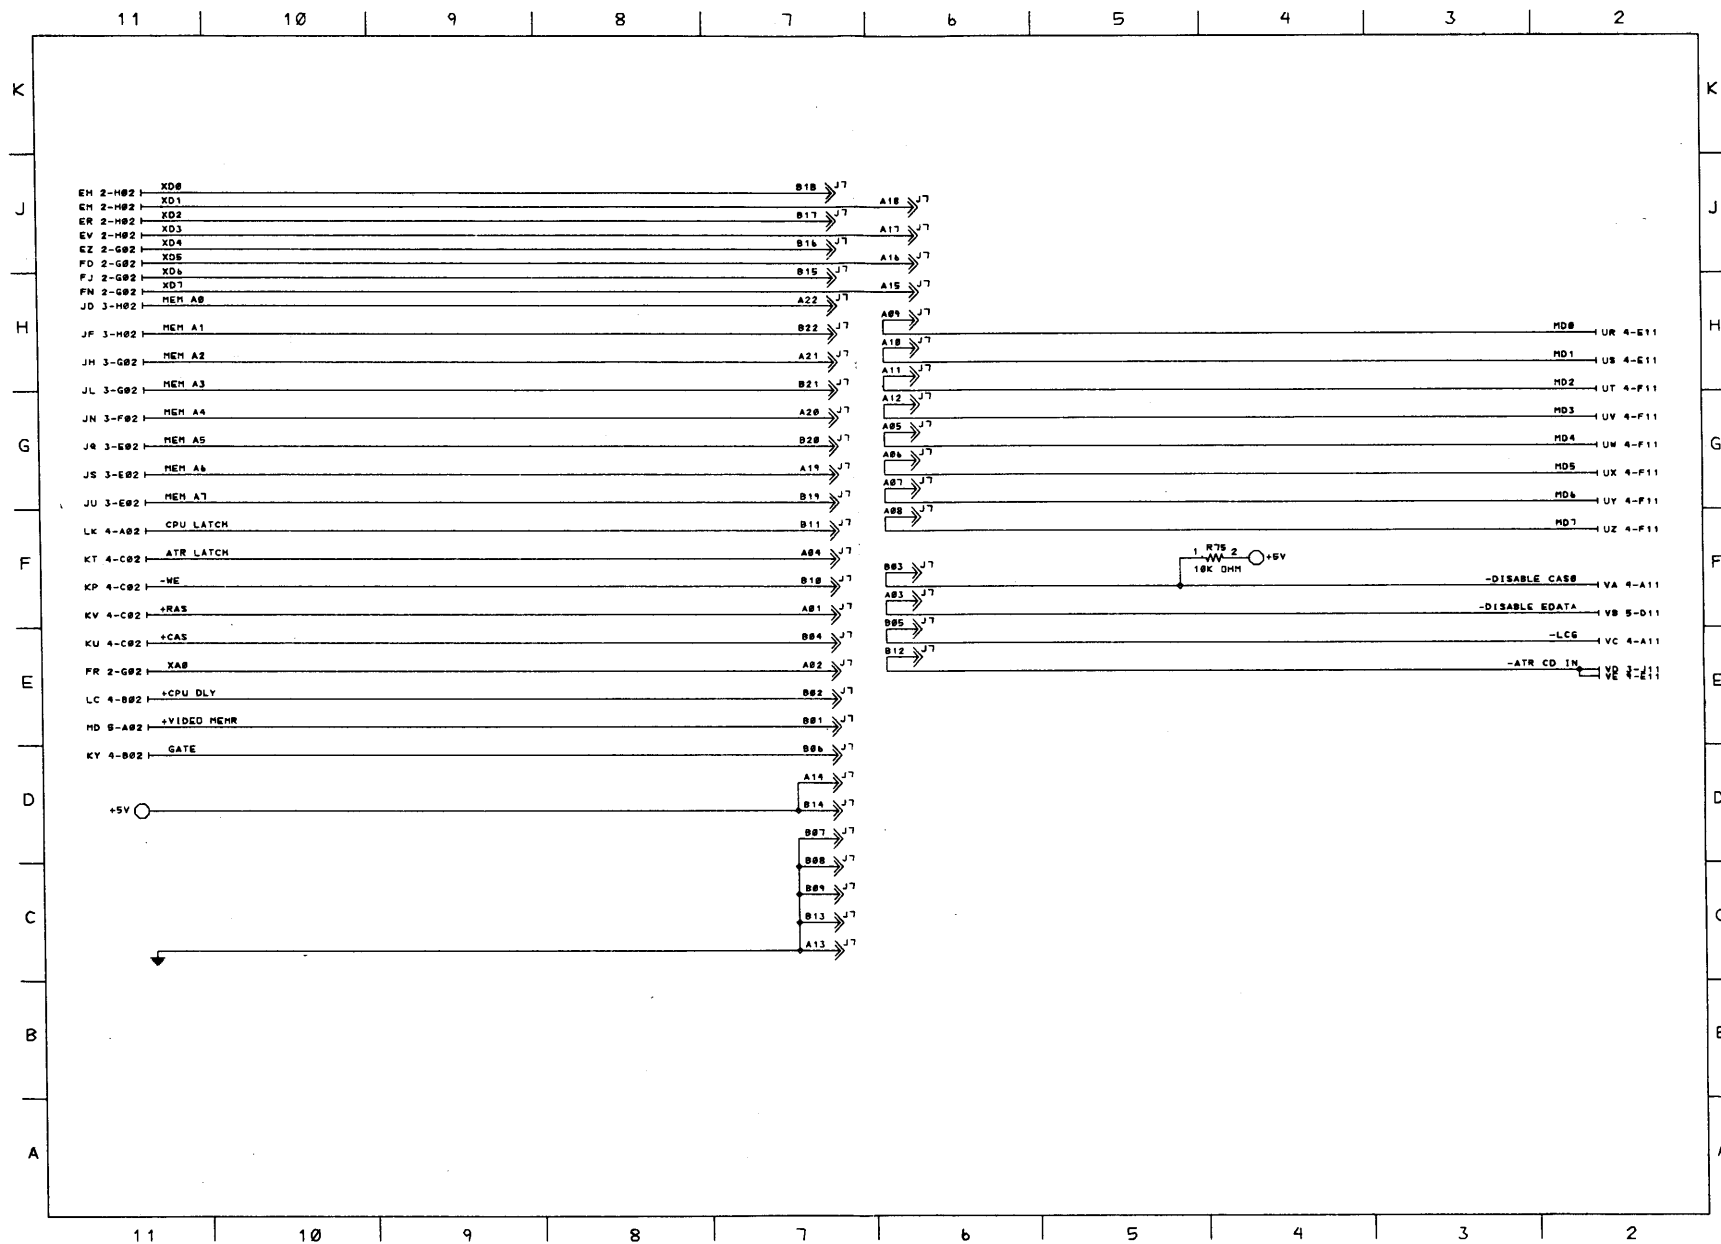 11 10 9 8 7 6 5 4 3 2
K K
J J
EH 2-H02 XD0 B18 J7
EM 2-H02 XD1 A18 J7
ER 2-H02 XD2 B17 J7
EV 2-H02 XD3 A17 J7
EZ 2-G02 XD4 B16 J7
FD 2-G02 XD5 A16 J7
FJ 2-G02 XD6 B15 J7
FN 2-G02 XD7 A15 J7
JD 3-H02 MEM A0 A22 J7
H H
A09 J7
JF 3-H02 MEM A1 B22 J7 MD0 UR 4-E11
A10 J7
JH 3-G02 MEM A2 A21 J7 MD1 US 4-E11
A11 J7
JL 3-G02 MEM A3 B21 J7 MD2 UT 4-F11
A12 J7
JN 3-F02 MEM A4 A20 J7 MD3 UV 4-F11
A05 J7
G G
JQ 3-E02 MEM A5 B20 J7 MD4 UW 4-F11
A06 J7
JS 3-E02 MEM A6 A19 J7 MD5 UX 4-F11
A07 J7
JU 3-E02 MEM A7 B19 J7 MD6 UY 4-F11
A08 J7
LK 4-A02 CPU LATCH B11 J7 MD7 UZ 4-F11
KT 4-C02 ATR LATCH A04 J7
1 R75 2 +5V
10K OHM
F F
B03 J7
KP 4-C02 -WE B10 J7 -DISABLE CAS0 VA 4-A11
A03 J7
KV 4-C02 +RAS A01 J7 -DISABLE EDATA VB 5-D11
B05 J7
KU 4-C02 +CAS B04 J7 -LCG VC 4-A11
B12 J7
FR 2-G02 XA0 A02 J7 -ATR CD IN VD 3-J11
VE 4-E11
E E
LC 4-B02 +CPU DLY B02 J7
MD 5-A02 +VIDEO MEMR B01 J7
KY 4-B02 GATE B06 J7
A14 J7
D D
+5V B14 J7
B07 J7
B08 J7
B09 J7
C C
B13 J7
A13 J7
B B
A A
11 10 9 8 7 6 5 4 3 2